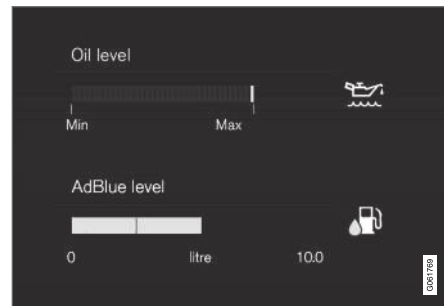 Oil level
Min Max
AdBlue level
0 litre 10.0
G061769